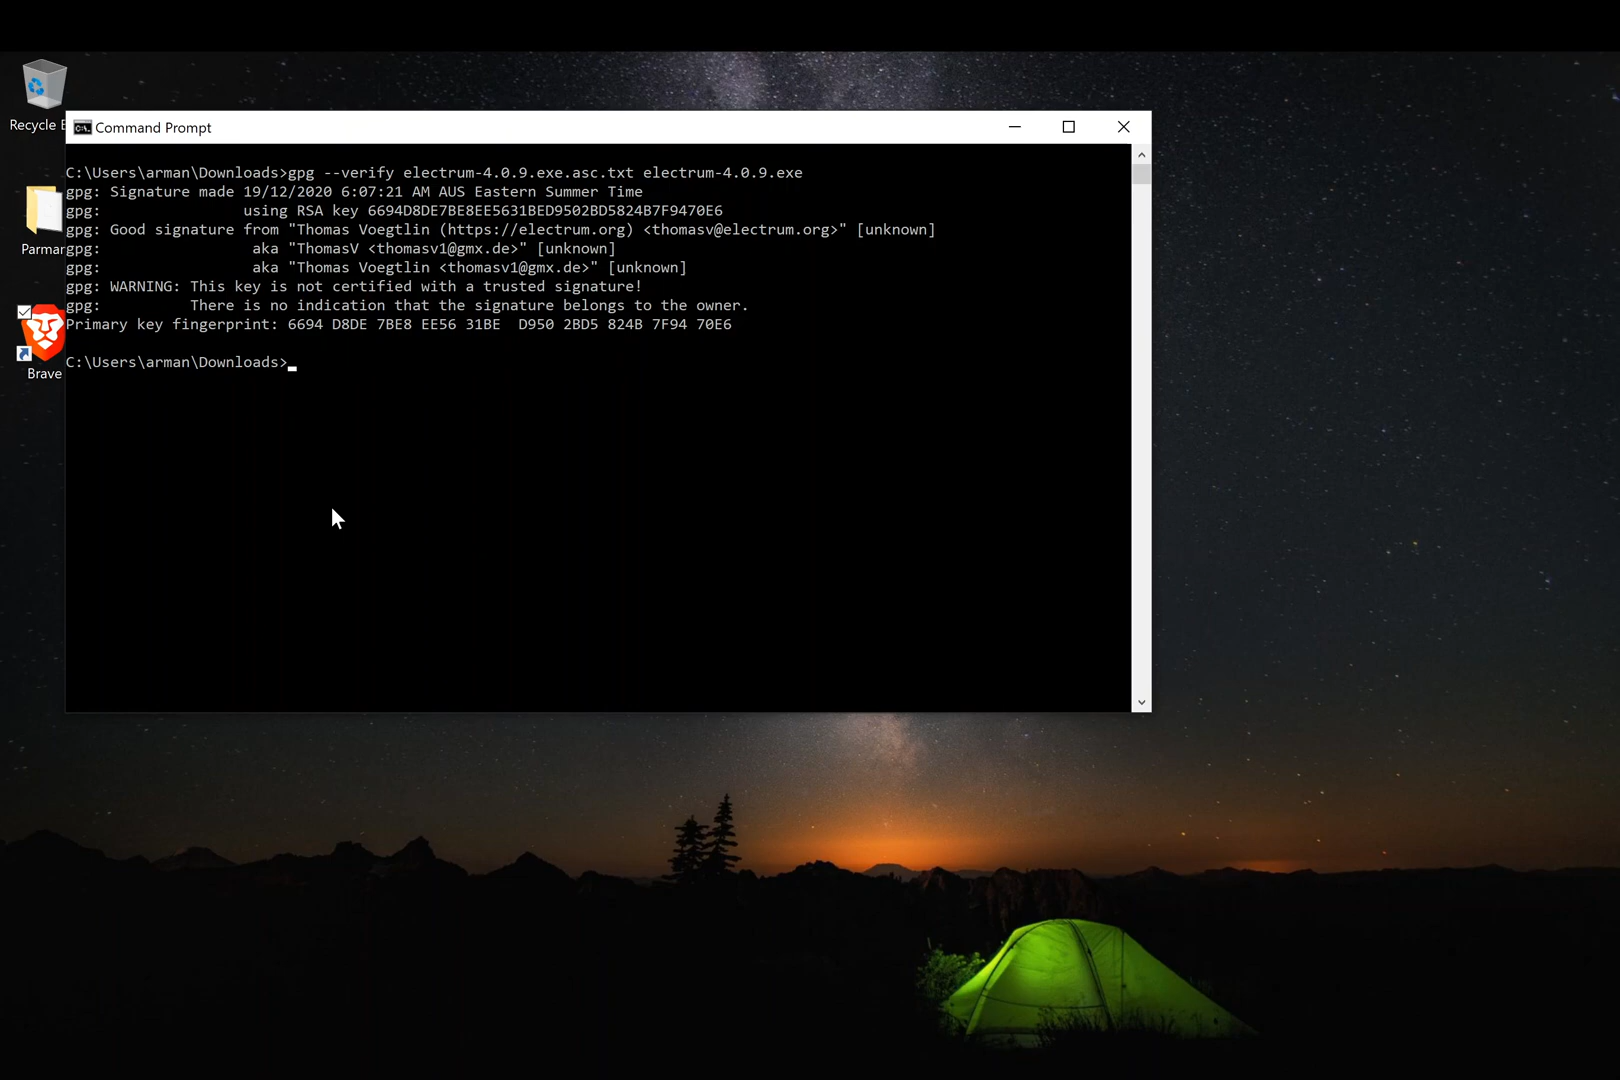 Recycle B
Command Prompt
C:\Users\arman\Downloads>gpg --verify electrum-4.0.9.exe.asc.txt electrum-4.0.9.exe
gpg: Signature made 19/12/2020 6:07:21 AM AUS Eastern Summer Time
gpg:                using RSA key 6694D8DE7BE8EE5631BED9502BD5824B7F9470E6
gpg: Good signature from "Thomas Voegtlin (https://electrum.org) <thomasv@electrum.org>" [unknown]
gpg:                 aka "ThomasV <thomasv1@gmx.de>" [unknown]
gpg:                 aka "Thomas Voegtlin <thomasv1@gmx.de>" [unknown]
gpg: WARNING: This key is not certified with a trusted signature!
gpg:          There is no indication that the signature belongs to the owner.
Primary key fingerprint: 6694 D8DE 7BE8 EE56 31BE  D950 2BD5 824B 7F94 70E6
C:\Users\arman\Downloads>
Parman
Brave